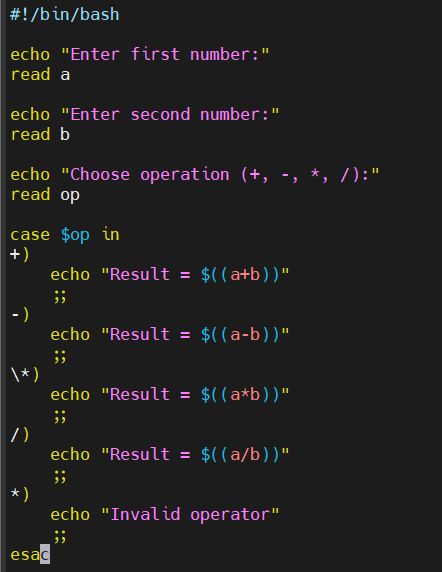 #!/bin/bash

echo "Enter first number:"
read a

echo "Enter second number:"
read b

echo "Choose operation (+, -, *, /):"
read op

case $op in
+)
    echo "Result = $((a+b))"
    ;;
-)
    echo "Result = $((a-b))"
    ;;
\*)
    echo "Result = $((a*b))"
    ;;
/)
    echo "Result = $((a/b))"
    ;;
*)
    echo "Invalid operator"
    ;;
esac